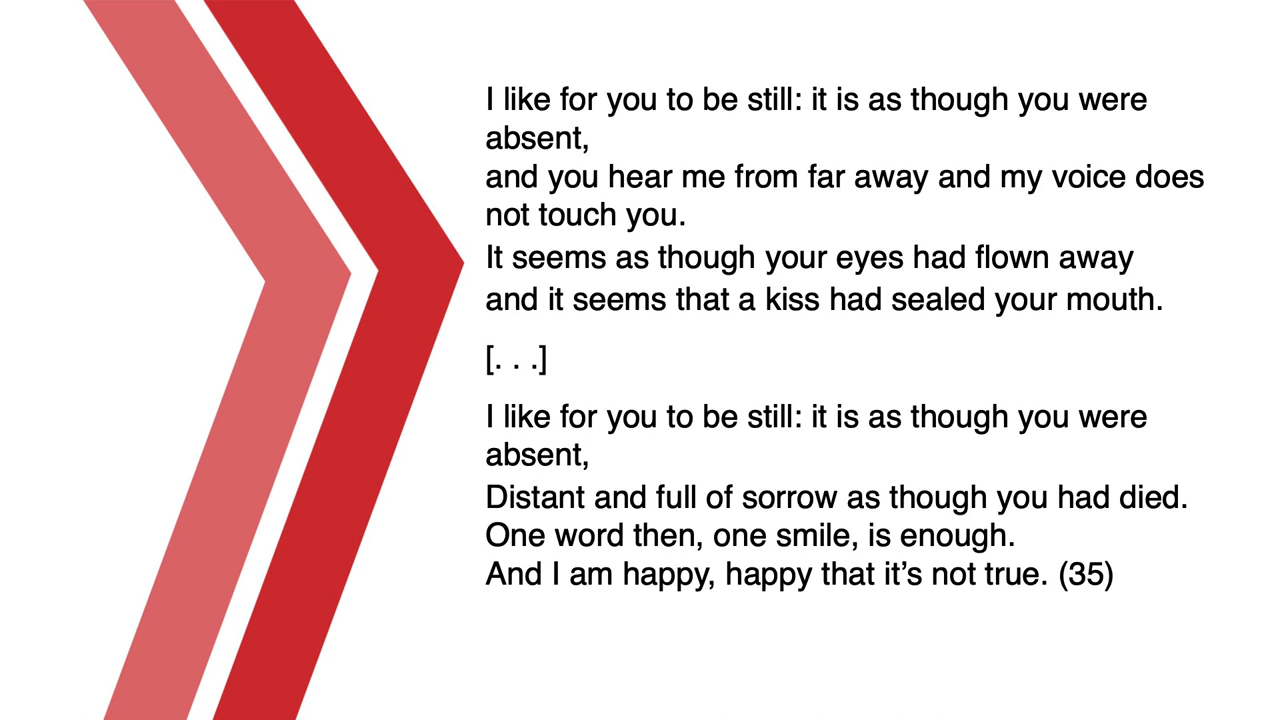 I like for you to be still: it is as though you were
absent,
and you hear me from far away and my voice does
not touch you.
It seems as though your eyes had flown away
and it seems that a kiss had sealed your mouth.
[. . .]
I like for you to be still: it is as though you were
absent,
Distant and full of sorrow as though you had died.
One word then, one smile, is enough.
And I am happy, happy that it’s not true. (35)